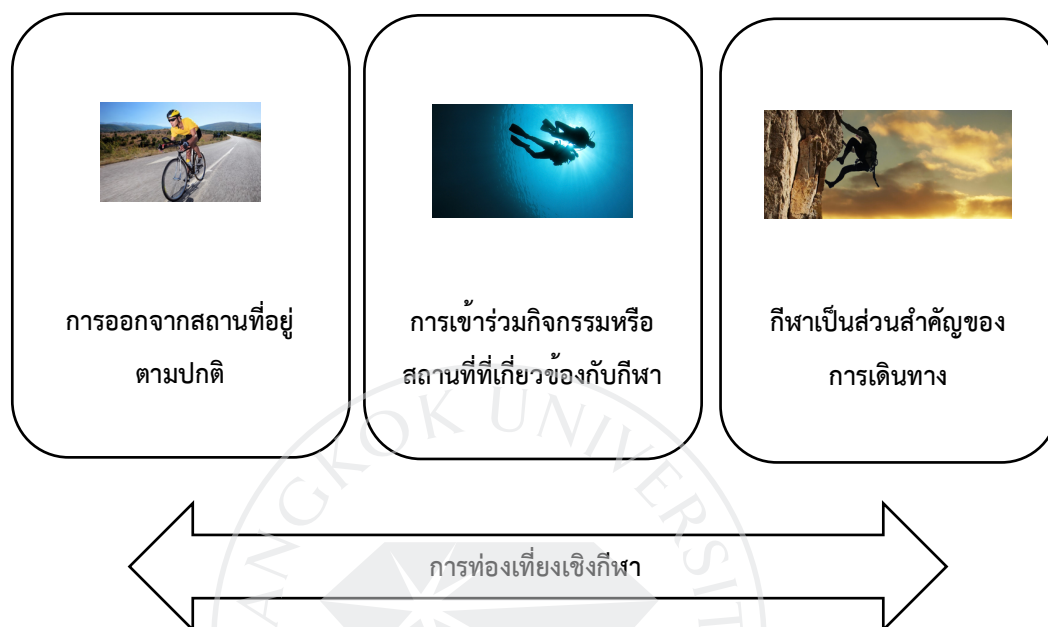 การออกจากสถานที่อยู่
ตามปกติ
การเข้าร่วมกิจกรรมหรือ
สถานที่ที่เกี่ยวข้องกับกีฬา
กีฬาเป็นส่วนสำคัญของ
การเดินทาง
การท่องเที่ยงเชิงกีฬา
ANGKOK UNIVERSIT